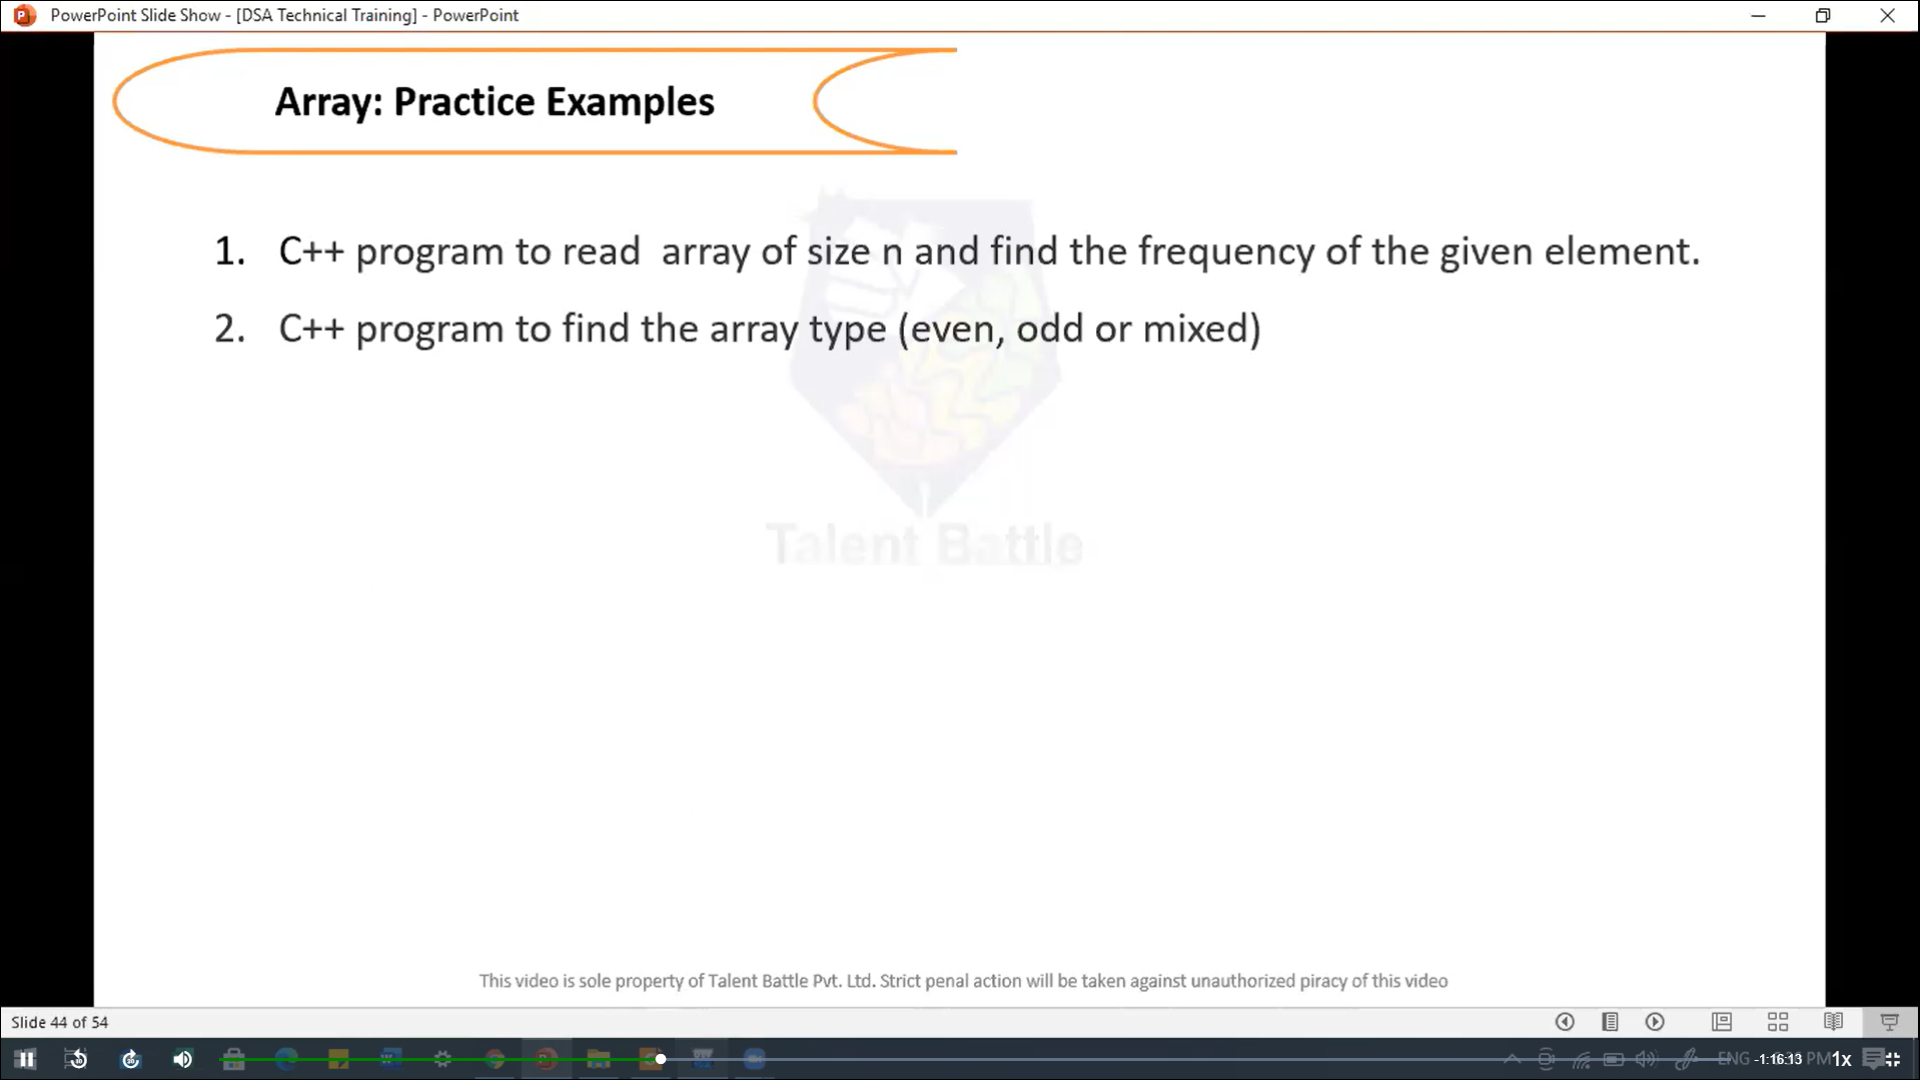 PowerPoint Slide Show - [DSA Technical Training] - PowerPoint
Array: Practice Examples
1. C++ program to read array of size n and find the frequency of the given element.
2. C++ program to find the array type (even, odd or mixed)
Talent Battle
This video is sole property of Talent Battle Pvt. Ltd. Strict penal action will be taken against unauthorized piracy of this video
Slide 44 of 54
ENG -1:16:13 PM 1x